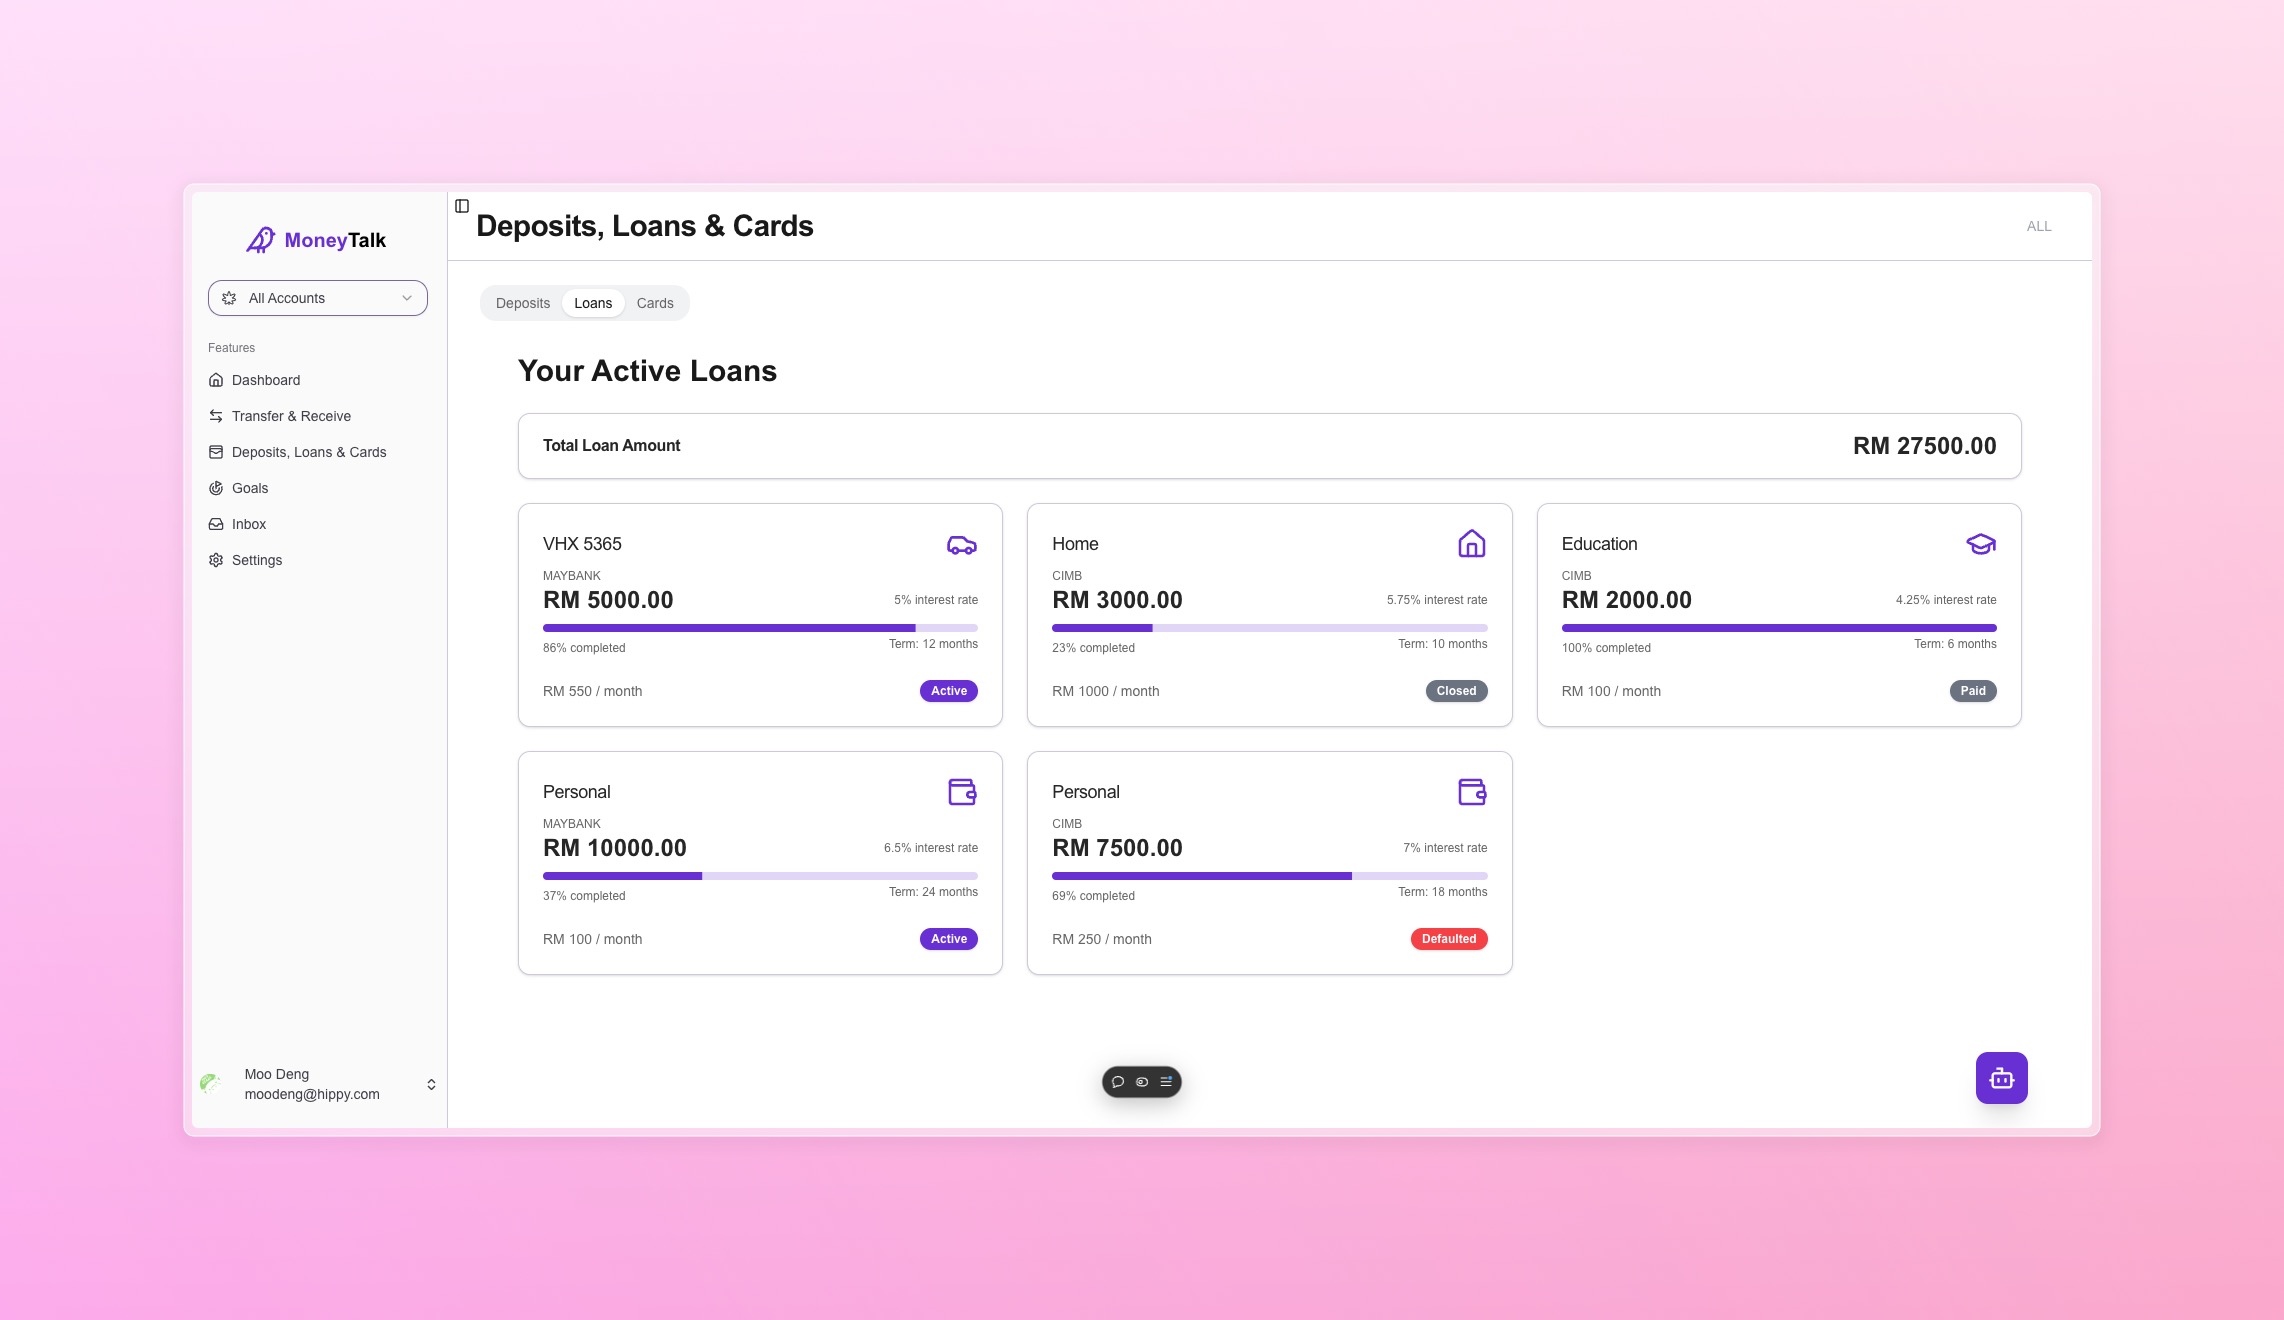 MoneyTalk
All Accounts
Features
Dashboard
Transfer & Receive
Deposits, Loans & Cards
Goals
Inbox
Settings
Moo Deng
moodeng@hippy.com
Deposits, Loans & Cards
ALL
Deposits Loans Cards
Your Active Loans
Total Loan Amount RM 27500.00
VHX 5365
MAYBANK
RM 5000.00 5% interest rate
86% completed Term: 12 months
RM 550 / month Active
Home
CIMB
RM 3000.00 5.75% interest rate
23% completed Term: 10 months
RM 1000 / month Closed
Education
CIMB
RM 2000.00 4.25% interest rate
100% completed Term: 6 months
RM 100 / month Paid
Personal
MAYBANK
RM 10000.00 6.5% interest rate
37% completed Term: 24 months
RM 100 / month Active
Personal
CIMB
RM 7500.00 7% interest rate
69% completed Term: 18 months
RM 250 / month Defaulted